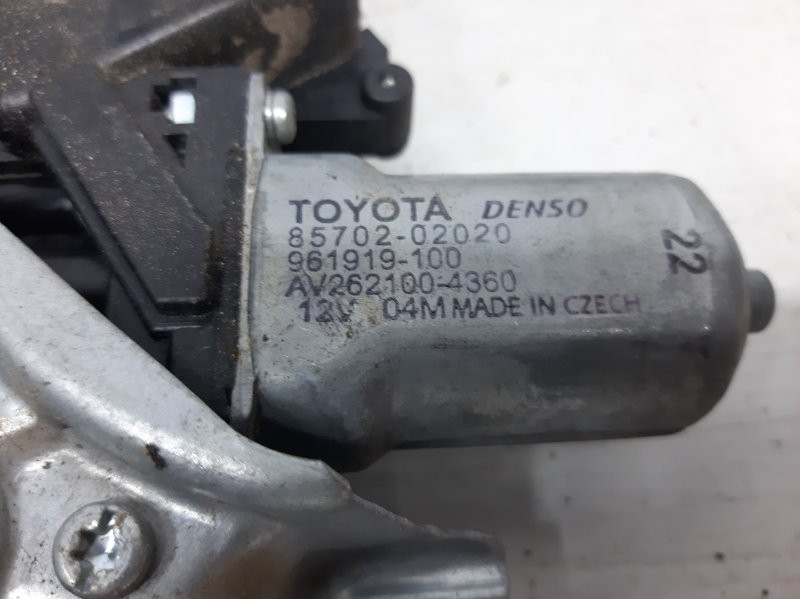 TOYOTA DENSO
85702-02020
961919-100
AV262100-4360
12V 04M MADE IN CZECH
22